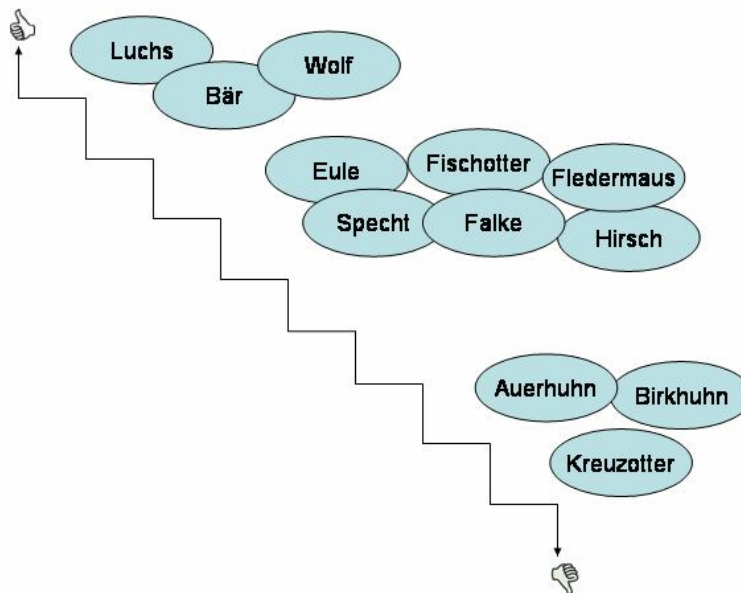 Luchs
Wolf
Bär
Eule
Fischotter
Fledermaus
Specht
Falke
Hirsch
Auerhuhn
Birkhuhn
Kreuzotter